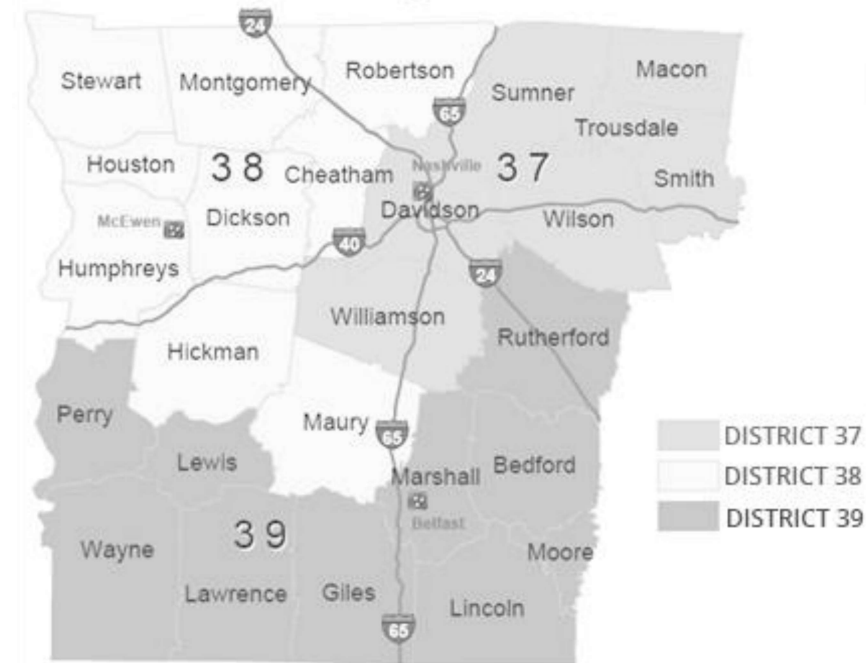 24
Stewart
Montgomery
Robertson
Macon
Sumner
65
Trousdale
Houston
38
Cheatham
Nashville
37
Smith
McEwen
Dickson
Davidson
Wilson
40
Humphreys
24
Williamson
Rutherford
Hickman
Perry
Maury
65
DISTRICT 37
Lewis
Marshall
Bedford
DISTRICT 38
Belfast
DISTRICT 39
39
Wayne
Moore
Lawrence
Giles
Lincoln
65